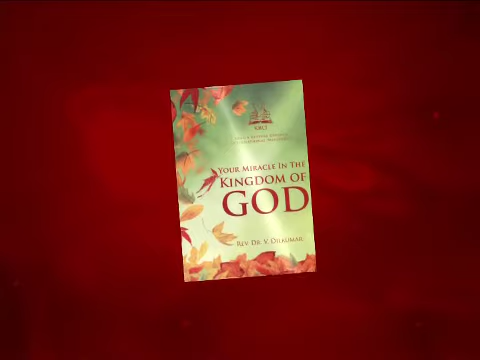 YOUR MIRACLE IN THE
KINGDOM OF
GOD
REV. DR. V. DILKUMAR